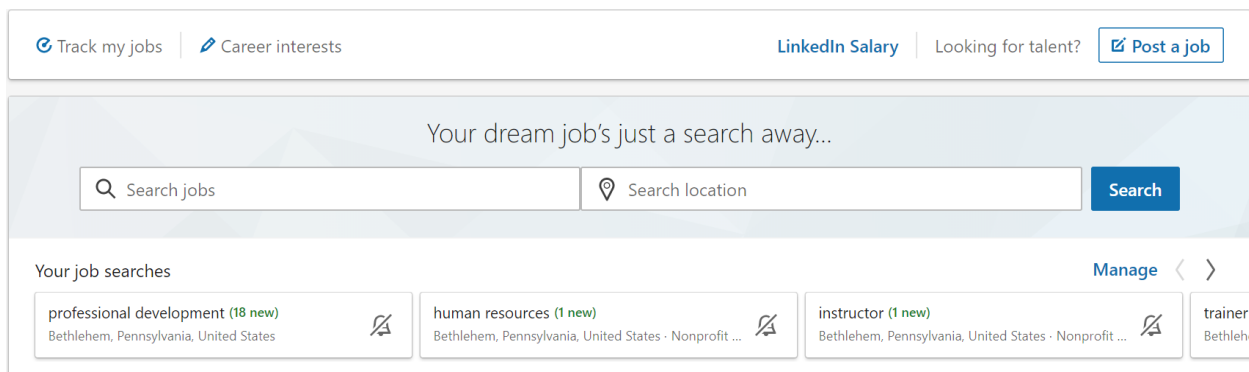 Track my jobs Career interests LinkedIn Salary Looking for talent? Post a job
Your dream job's just a search away...
Search jobs Search location Search
Your job searches Manage
professional development (18 new) human resources (1 new) instructor (1 new) trainer
Bethlehem, Pennsylvania, United States Bethlehem, Pennsylvania, United States · Nonprofit ... Bethlehem, Pennsylvania, United States · Nonprofit ...